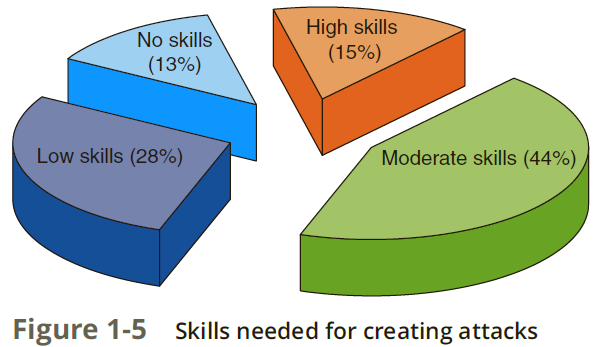 No skills
(13%)
High skills
(15%)
Low skills (28%)
Moderate skills (44%)
Figure 1-5 Skills needed for creating attacks